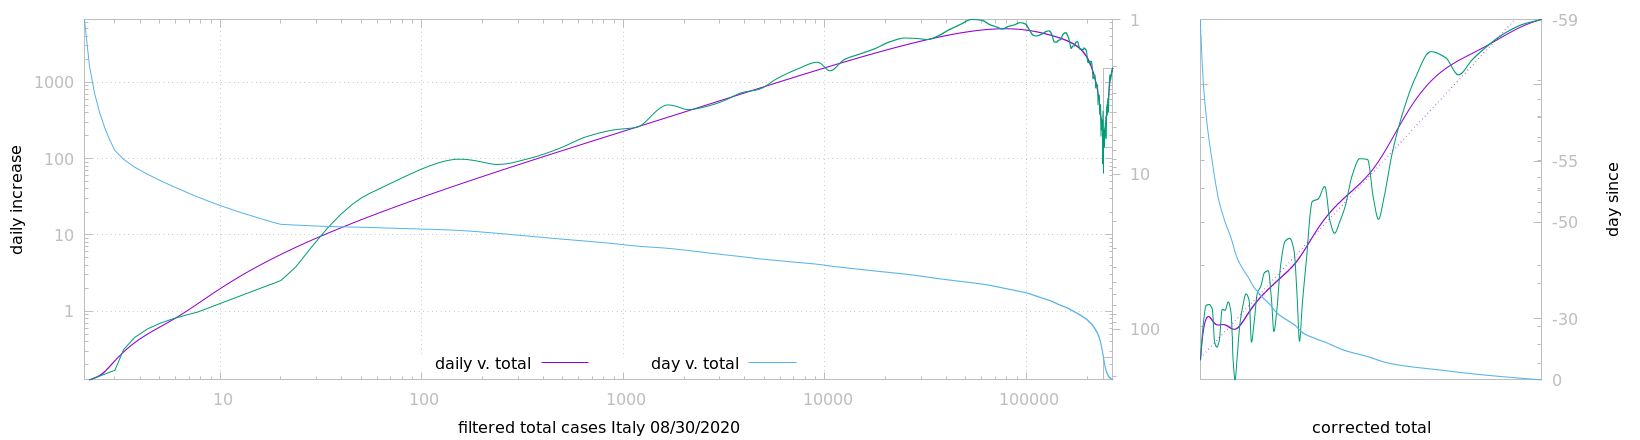 daily increase
1000
100
10
1
10
100
1000
10000
100000
daily v. total
day v. total
filtered total cases Italy 08/30/2020
1
10
100
-59
-55
-50
-30
0
day since
corrected total